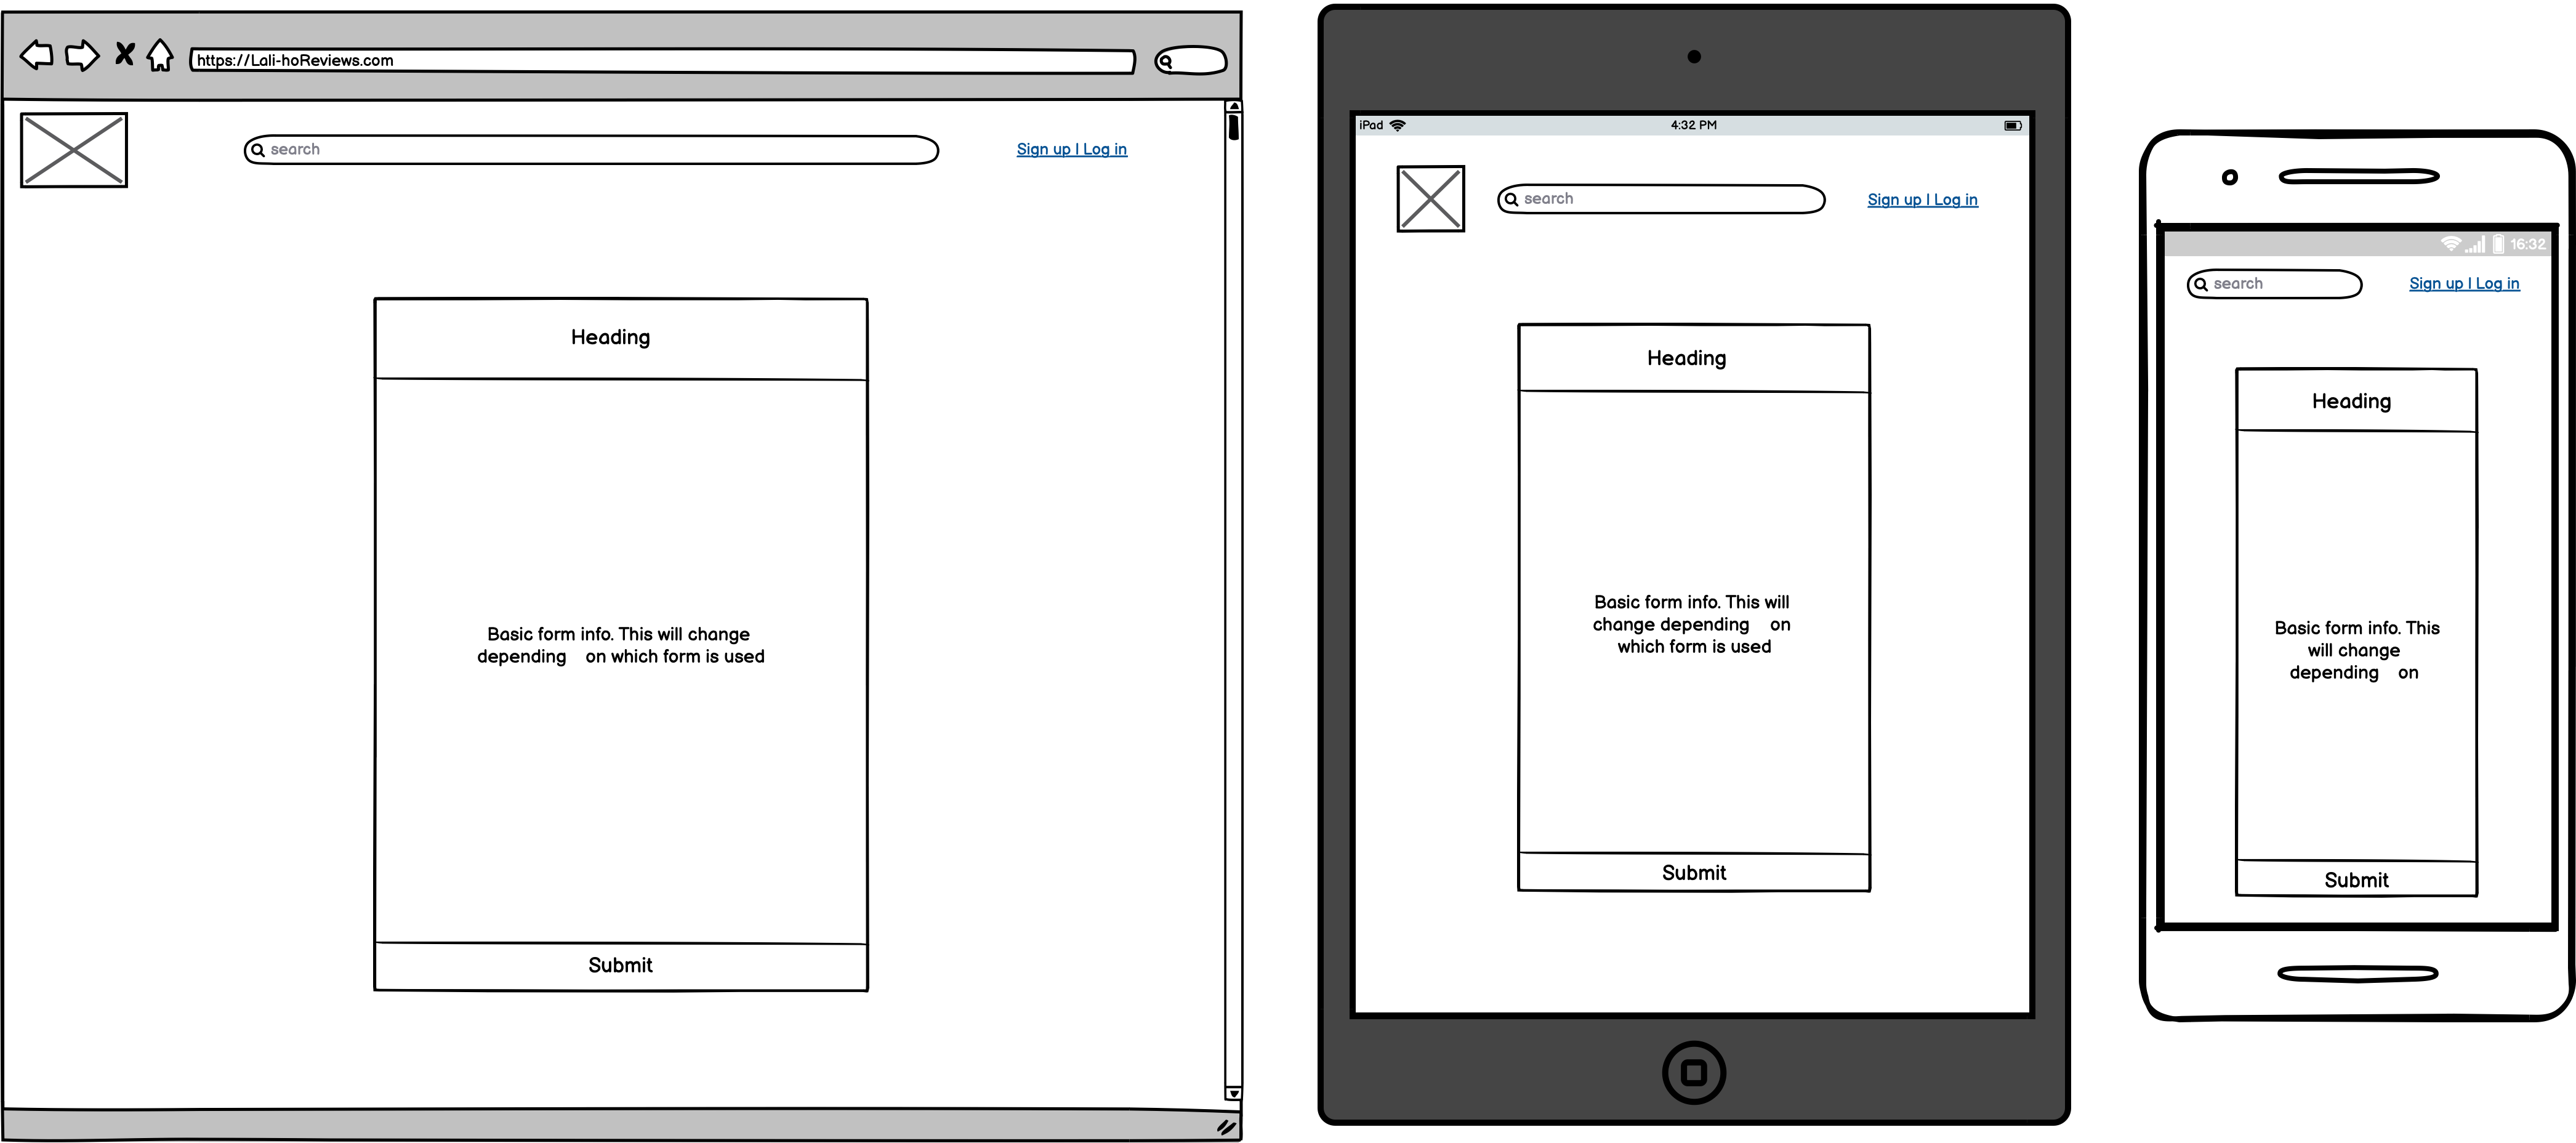 https://Lali-hoReviews.com
search
Sign up | Log in
Heading
Basic form info. This will change
depending on which form is used
Submit
iPad
4:32 PM
search
Sign up | Log in
Heading
Basic form info. This will
change depending on
which form is used
Submit
16:32
search
Sign up | Log in
Heading
Basic form info. This
will change
depending on
Submit